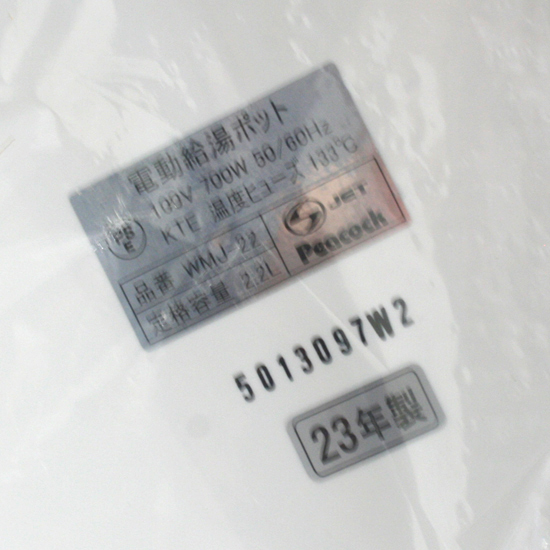 電動給湯ポット
100V 700W 50/60Hz
PS
E KTE 温度ヒューズ 133℃
JET
Peacock
品番 WMJ-22
定格容量 2.2L
5013097W2
23年製